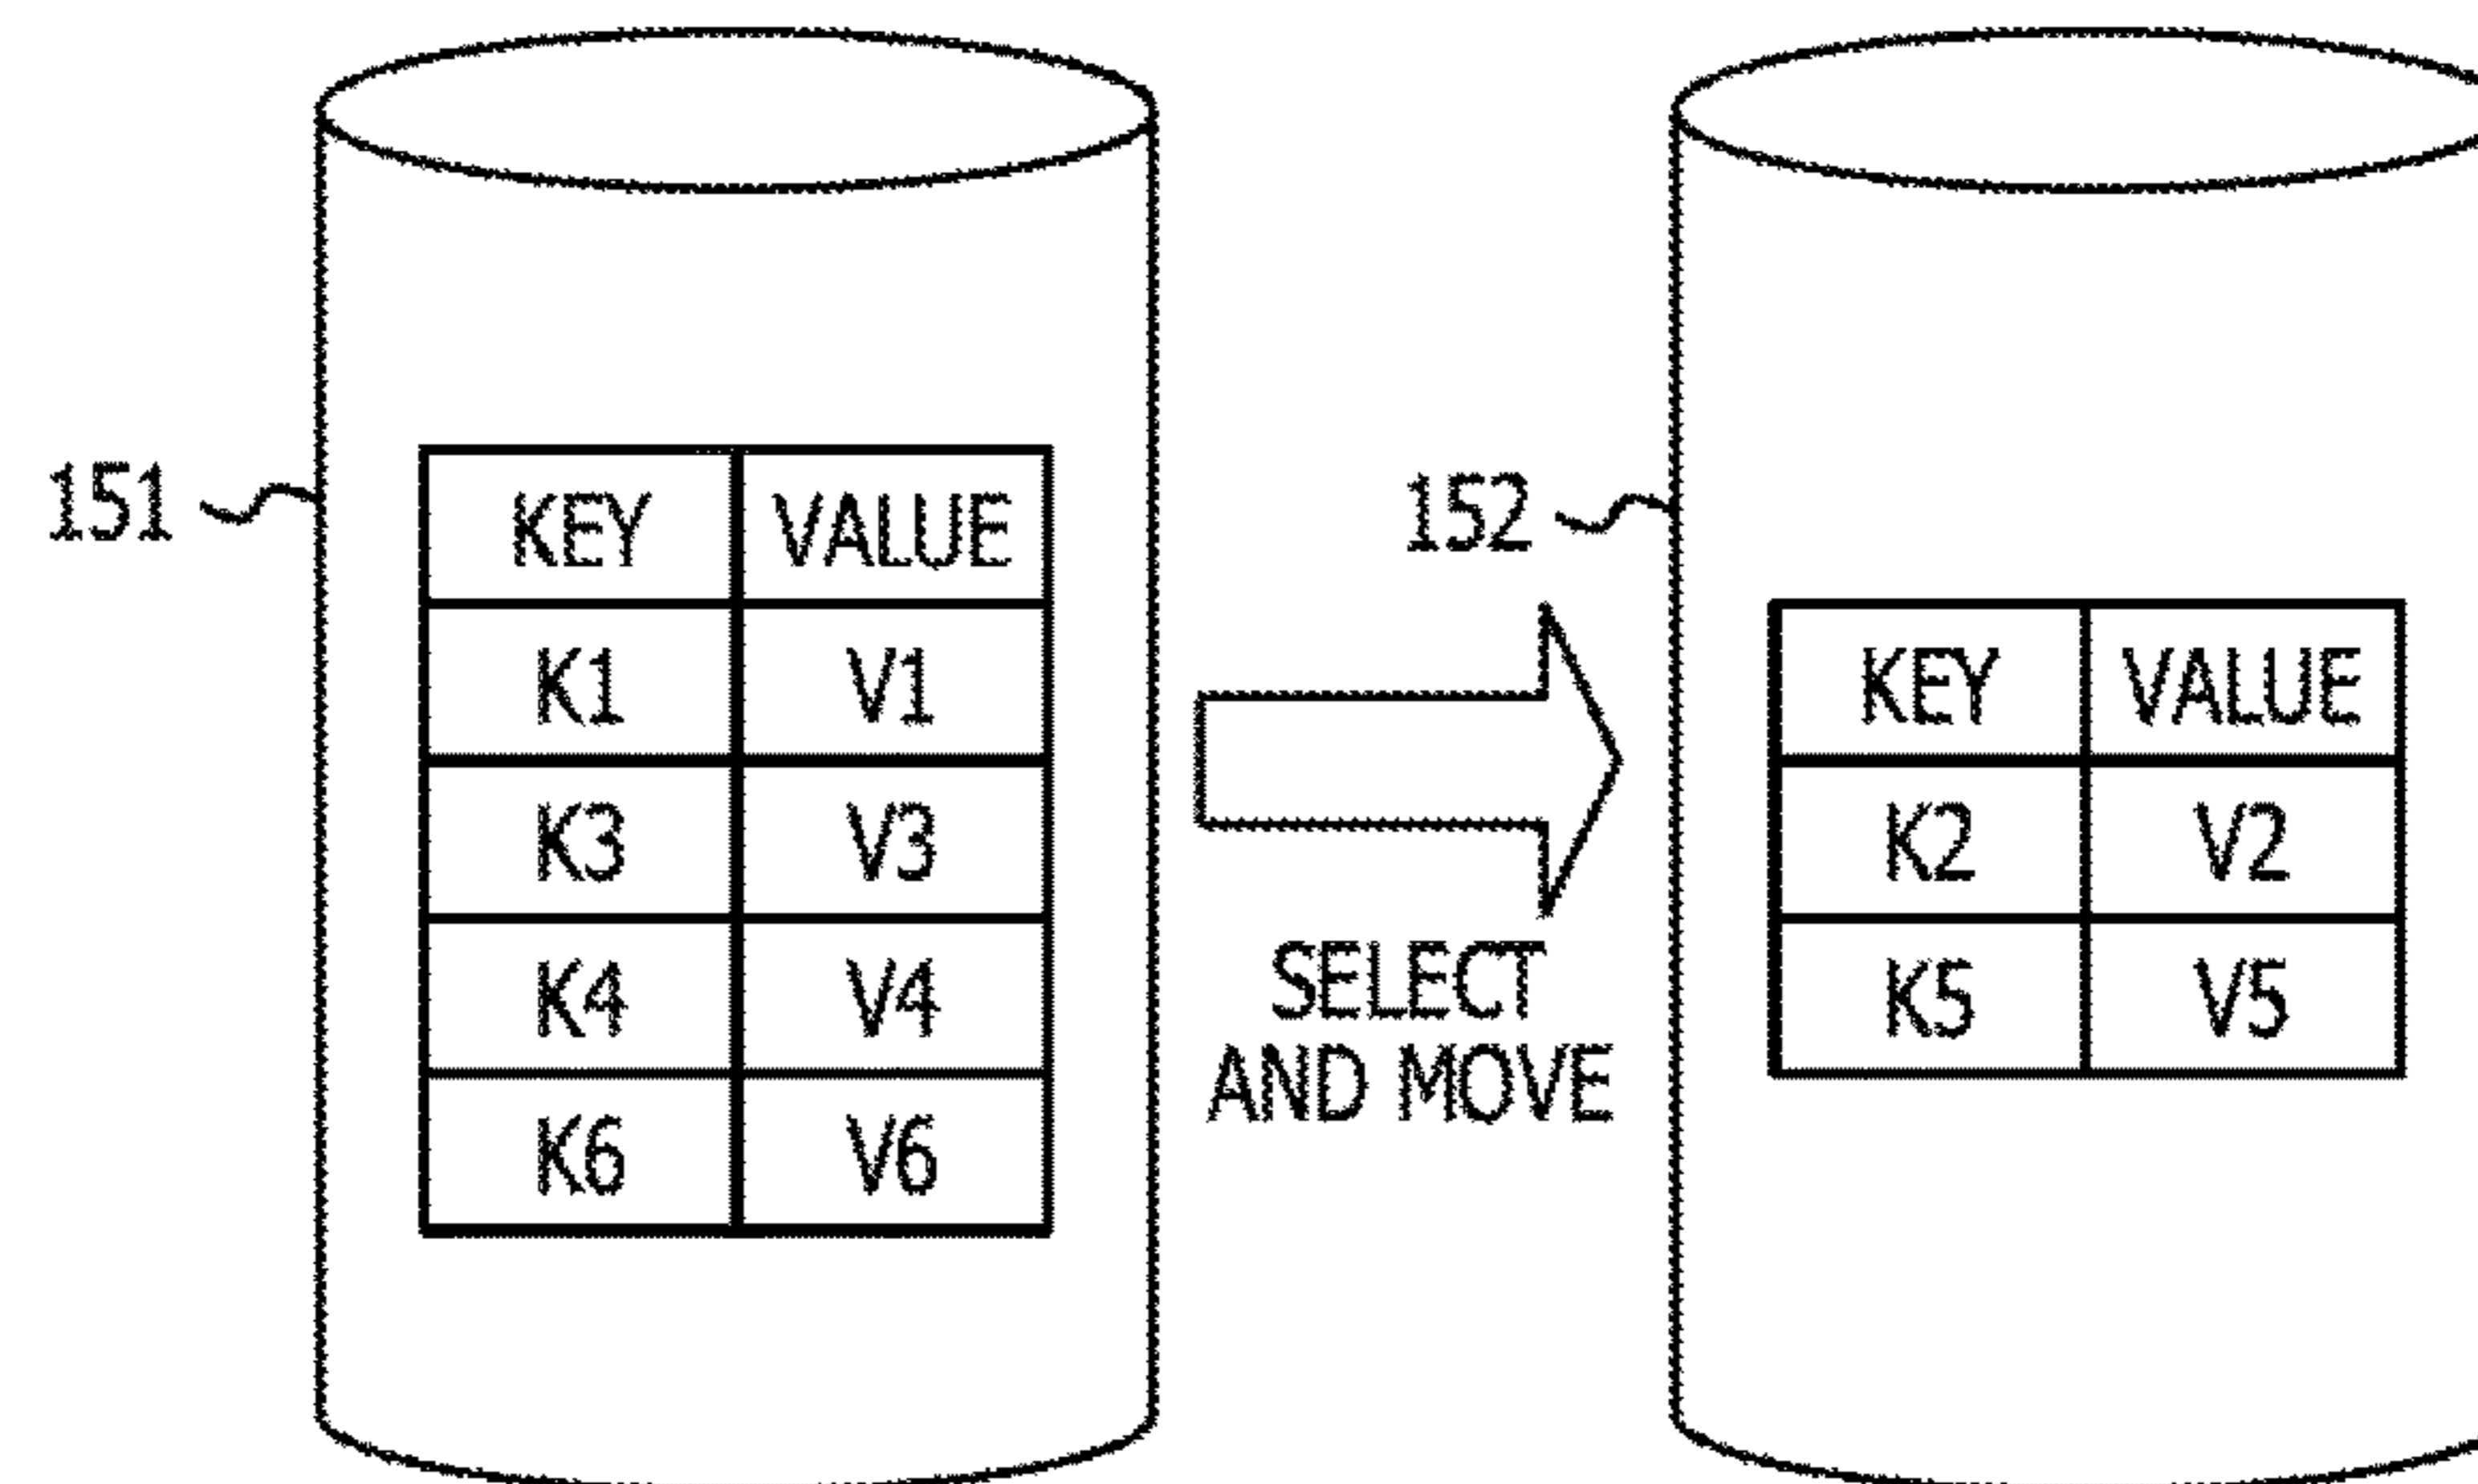 151
KEY VALUE
K1 V1
K3 V3
K4 V4
K6 V6
SELECT
AND MOVE
152
KEY VALUE
K2 V2
K5 V5